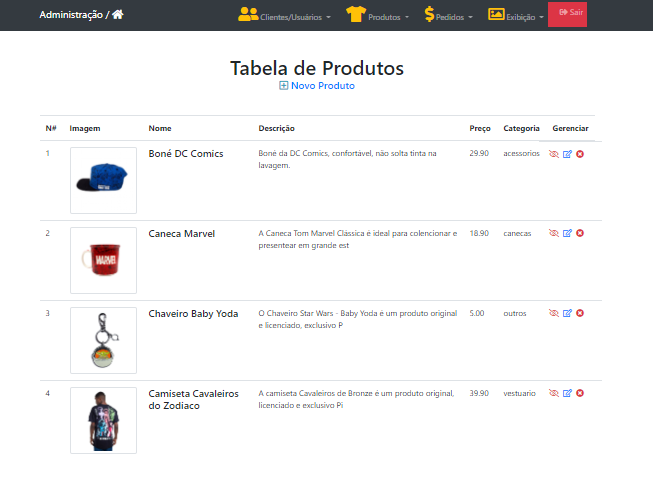 Administração /
Clientes/Usuários
Produtos
Pedidos
Exibição
Sair
Tabela de Produtos
Novo Produto
N# Imagem Nome Descrição Preço Categoria Gerenciar
1 Boné DC Comics Boné da DC Comics, confortável, não solta tinta na 29.90 acessorios
lavagem.
2 Caneca Marvel A Caneca Tom Marvel Clássica é ideal para colencionar e 18.90 canecas
presentear em grande est
MARVEL
3 Chaveiro Baby Yoda O Chaveiro Star Wars - Baby Yoda é um produto original 5.00 outros
e licenciado, exclusivo P
4 Camiseta Cavaleiros A camiseta Cavaleiros de Bronze é um produto original, 39.90 vestuario
do Zodiaco licenciado e exclusivo Pi